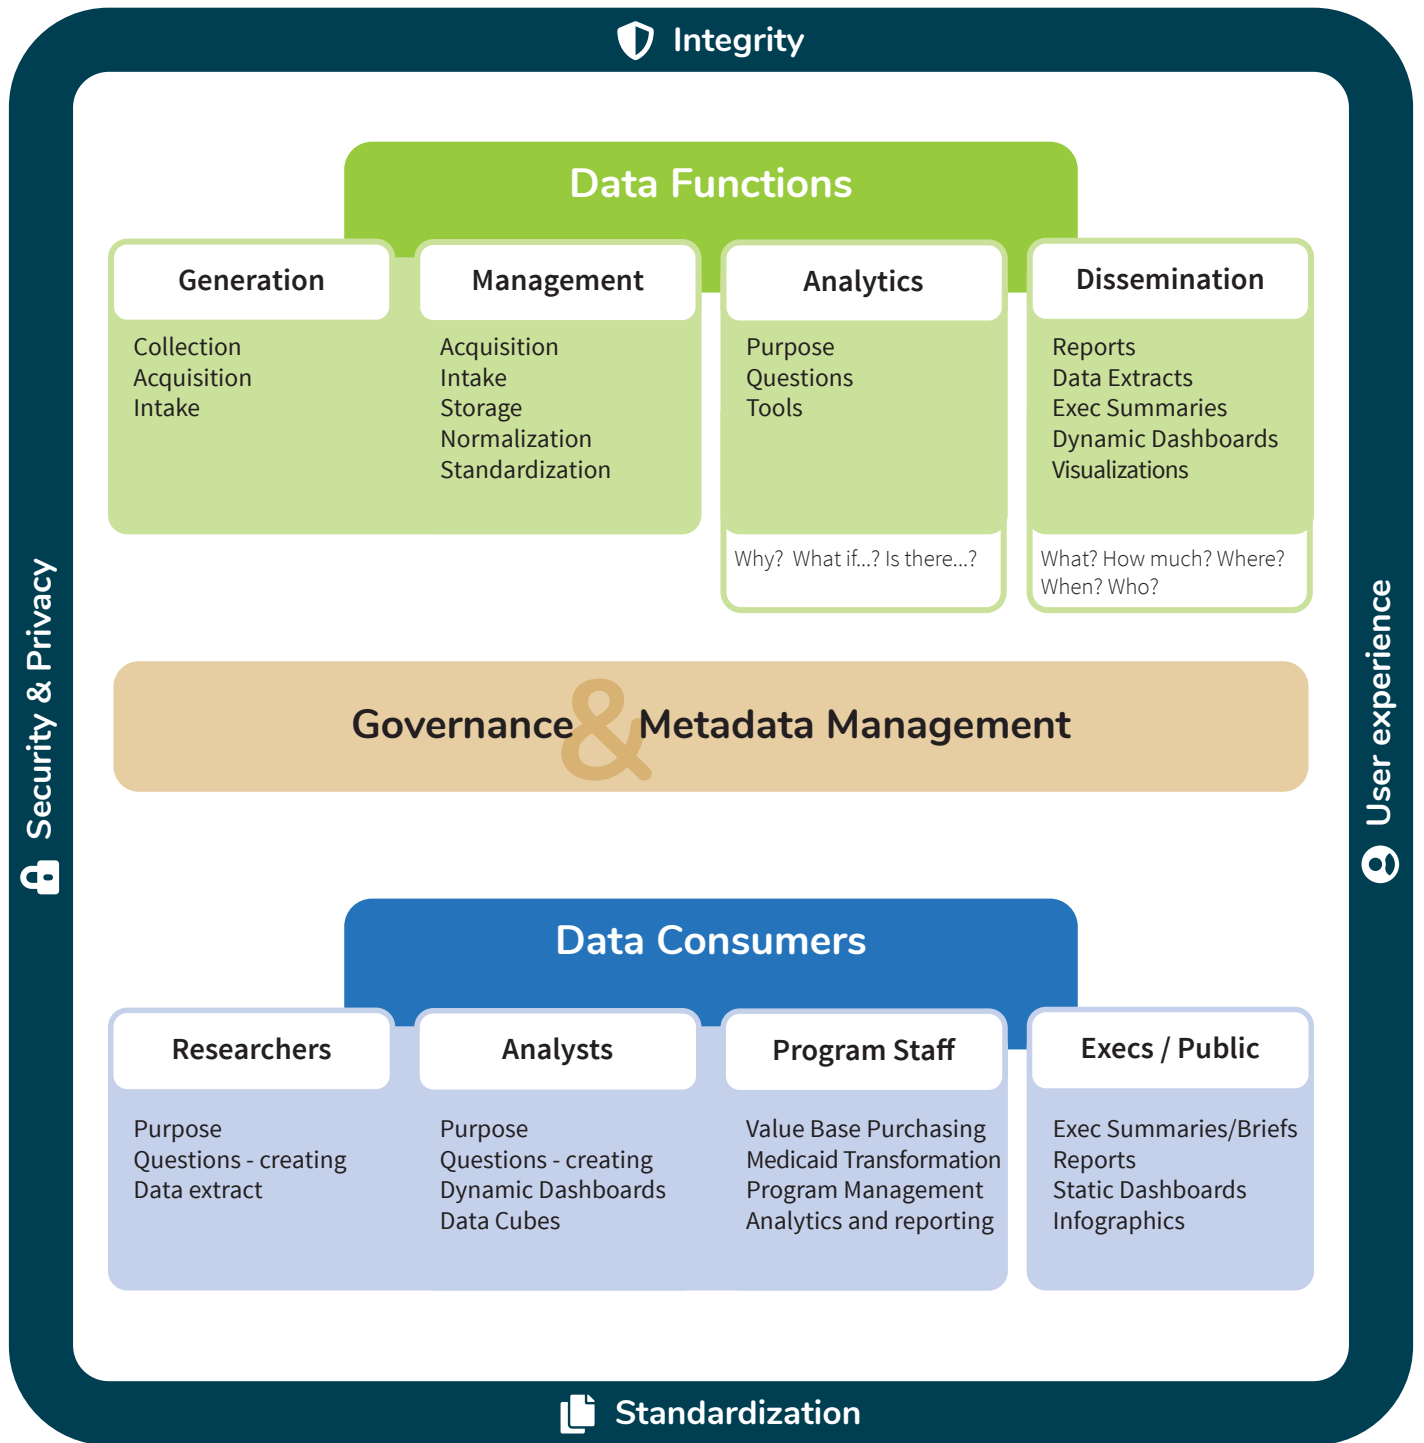 Integrity
Data Functions
Generation
Collection
Acquisition
Intake
Management
Acquisition
Intake
Storage
Normalization
Standardization
Analytics
Purpose
Questions
Tools
Why? What if...? Is there...?
Dissemination
Reports
Data Extracts
Exec Summaries
Dynamic Dashboards
Visualizations
What? How much? Where?
When? Who?
Security & Privacy
User experience
Governance & Metadata Management
Data Consumers
Researchers
Purpose
Questions - creating
Data extract
Analysts
Purpose
Questions - creating
Dynamic Dashboards
Data Cubes
Program Staff
Value Base Purchasing
Medicaid Transformation
Program Management
Analytics and reporting
Execs / Public
Exec Summaries/Briefs
Reports
Static Dashboards
Infographics
Standardization